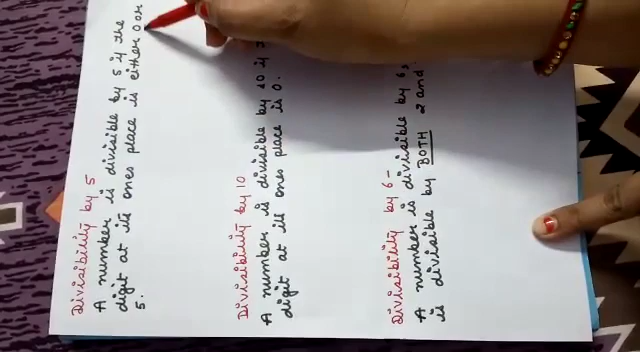 Divisibility by 5
A number is divisible by 5 if the
digit at its ones place is either 0 or
5.
Divisibility by 10
A number is divisible by 10 if
digit at its ones place is 0.
Divisibility by 6-
A number is divisible by 6,
is divisible by BOTH 2 and